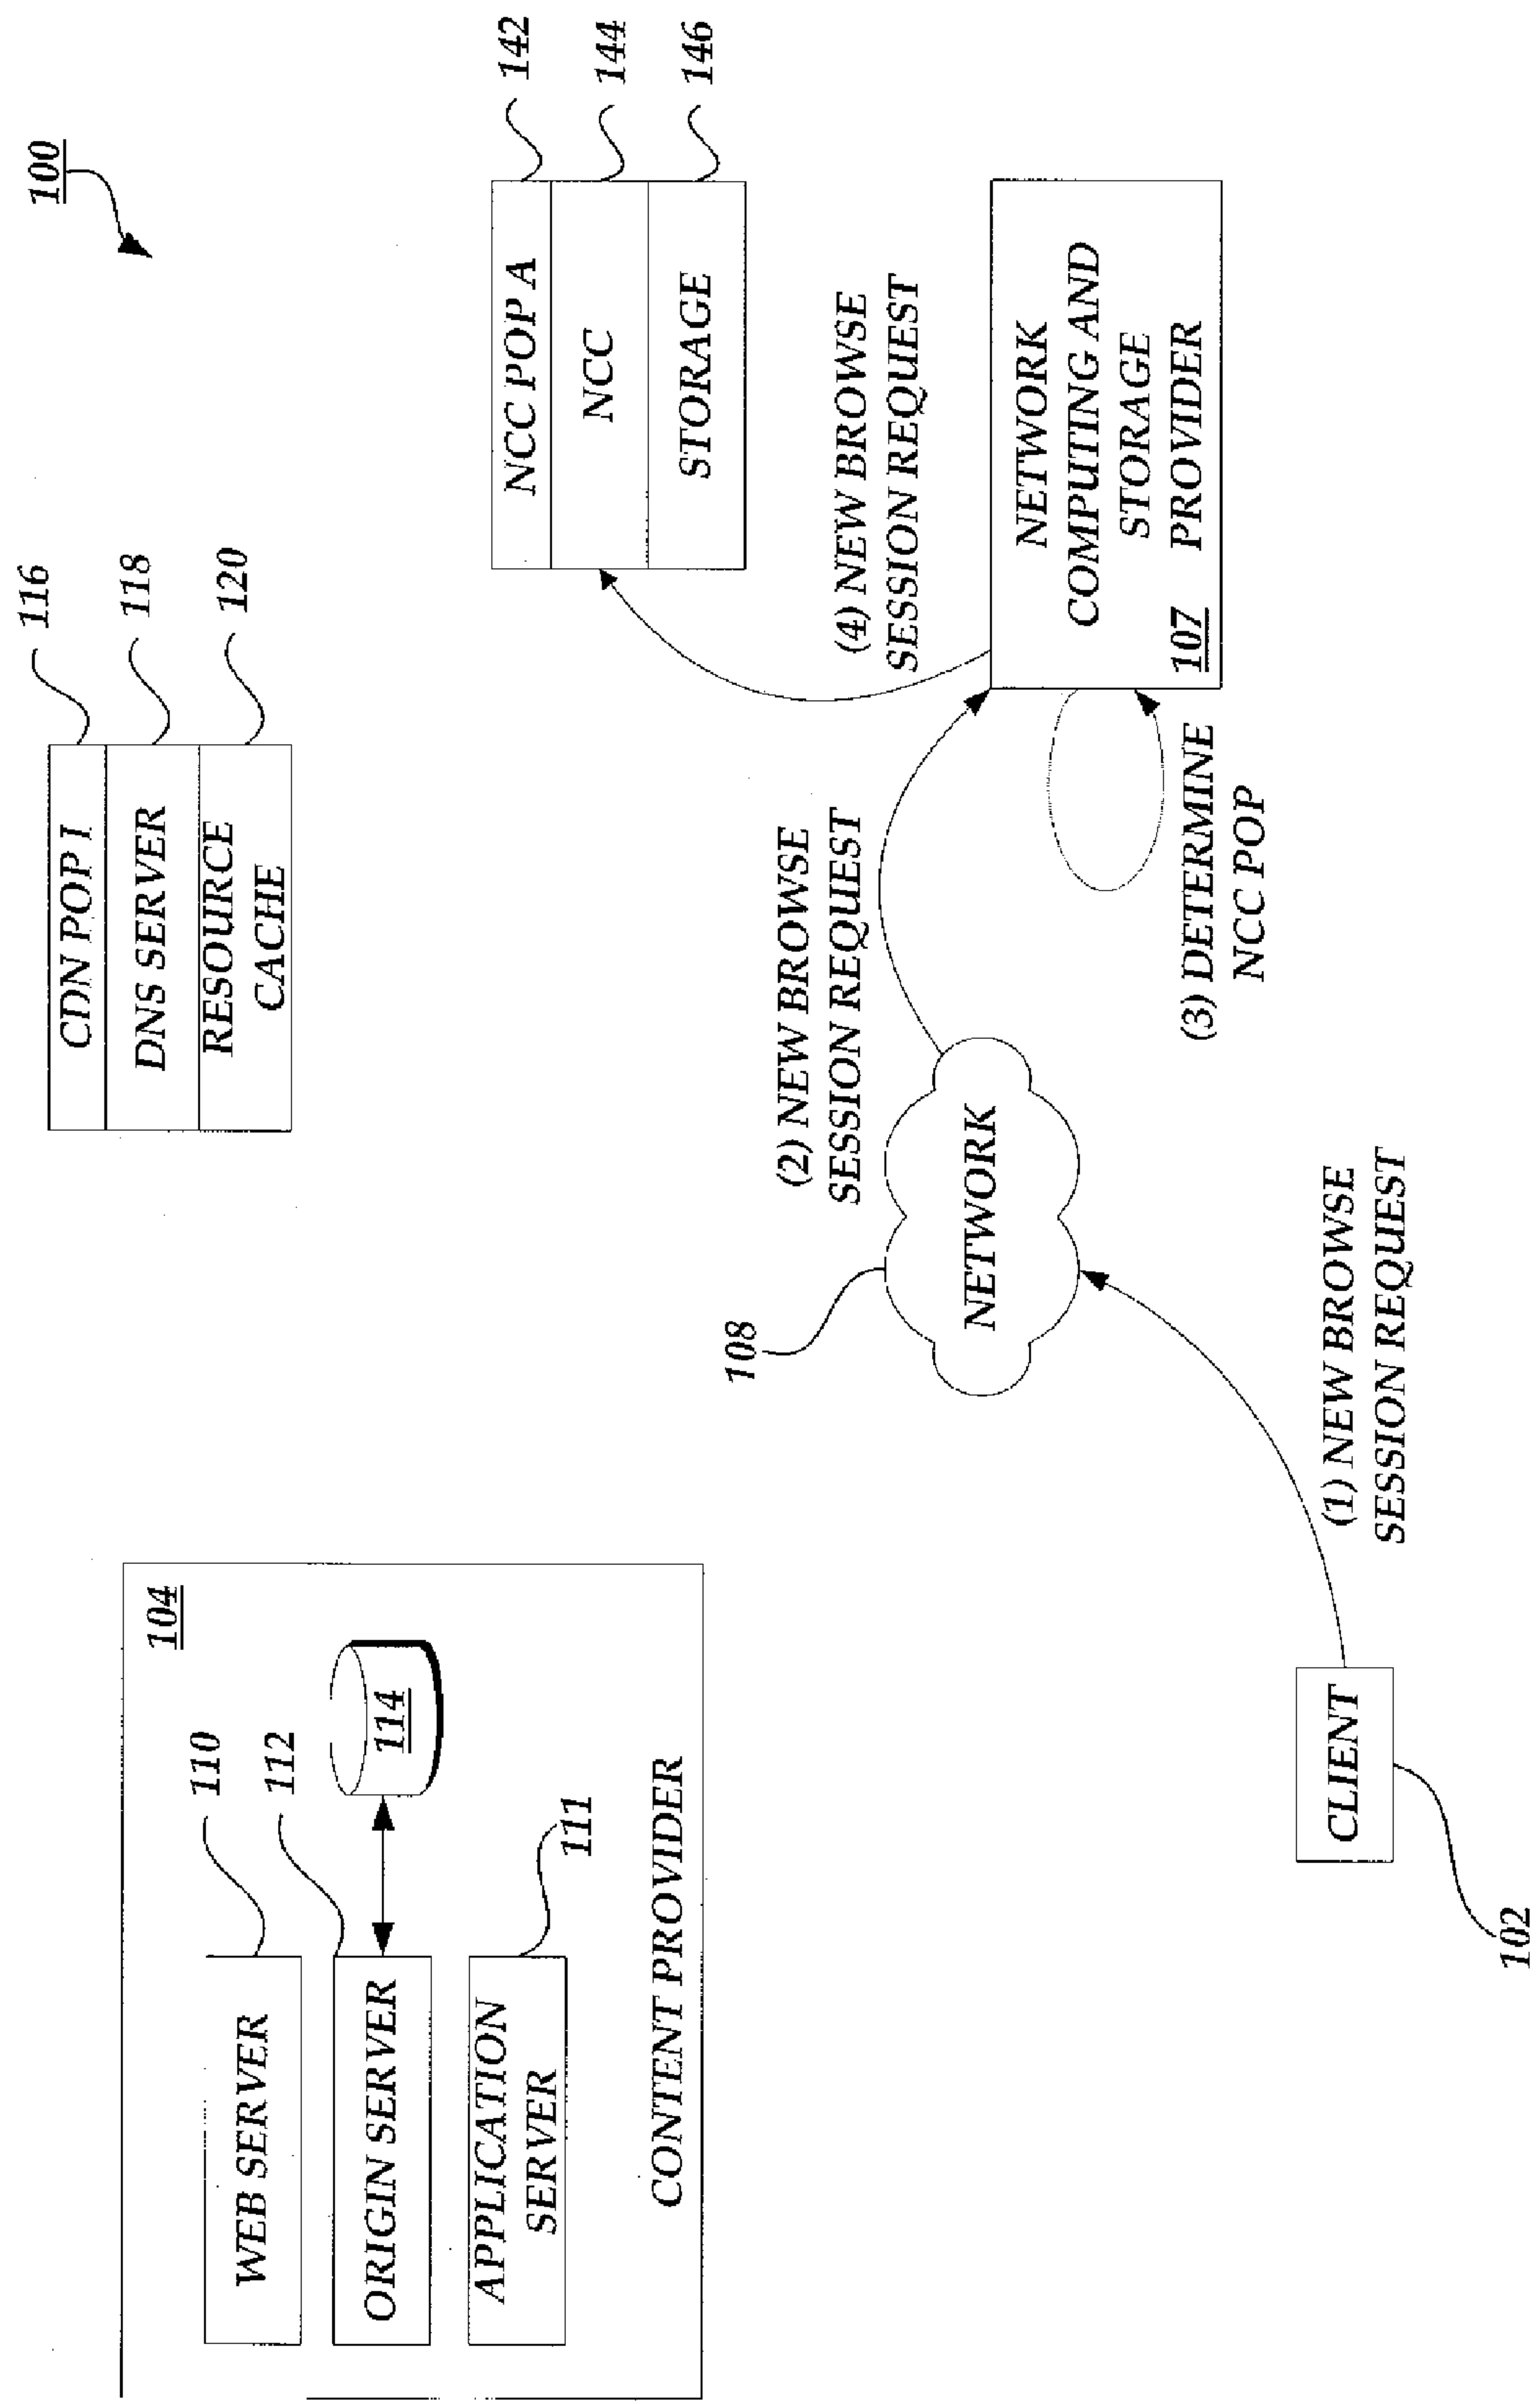 100
104
110
WEB SERVER
112
ORIGIN SERVER
114
APPLICATION
SERVER
111
CONTENT PROVIDER
116
CDN POP I
118
DNS SERVER
120
RESOURCE
CACHE
142
NCC POP A
144
NCC
146
STORAGE
(4) NEW BROWSE
SESSION REQUEST
(2) NEW BROWSE
SESSION REQUEST
108
NETWORK
NETWORK
COMPUTING AND
STORAGE
107 PROVIDER
(3) DETERMINE
NCC POP
(1) NEW BROWSE
SESSION REQUEST
CLIENT
102